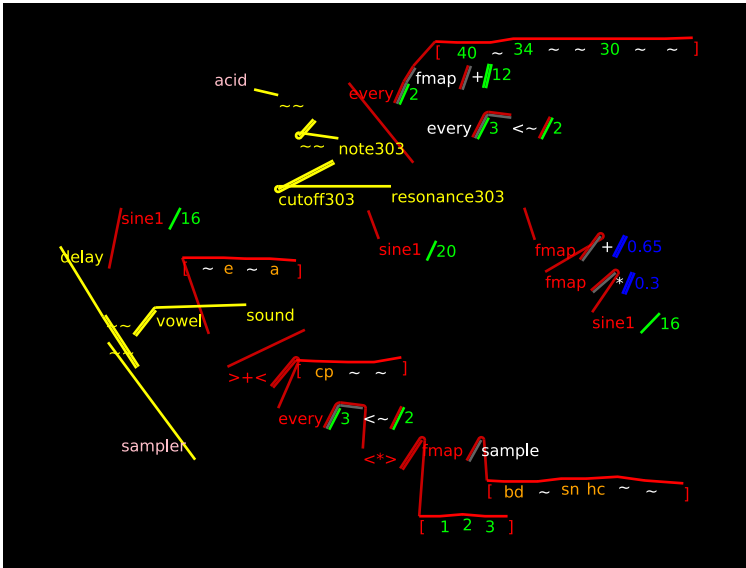 [ 40 ~ 34 ~ ~ 30 ~ ~ ]
acid
fmap + 12
every 2
~~
every 3 <~ 2
~~ note303
cutoff303 resonance303
sine1 16
sine1 20
fmap + 0.65
delay
[ ~ e ~ a ]
fmap * 0.3
~~ vowel sound
sine1 16
~~
>+< [ cp ~ ~ ]
every 3 <~ 2
sampler
<*> fmap sample
[ bd ~ sn hc ~ ~ ]
[ 1 2 3 ]